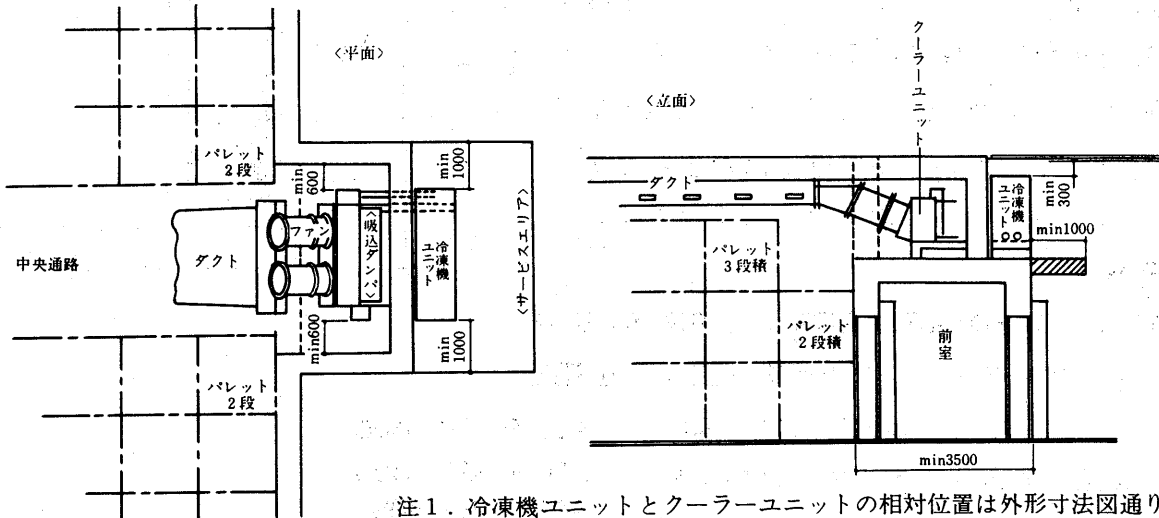 〈平面〉
パレット
2段
min
600
min
1000
中央通路
ダクト
ファン
〈吸込ダンパ〉
冷凍機
ユニット
〈サービスエリア〉
min600
min
1000
パレット
2段
〈立面〉
クーラーユニット
ダクト
冷凍機
ユニット
min
300
min1000
パレット
3段積
パレット
2段積
前室
min3500
注1．冷凍機ユニットとクーラーユニットの相対位置は外形寸法図通り